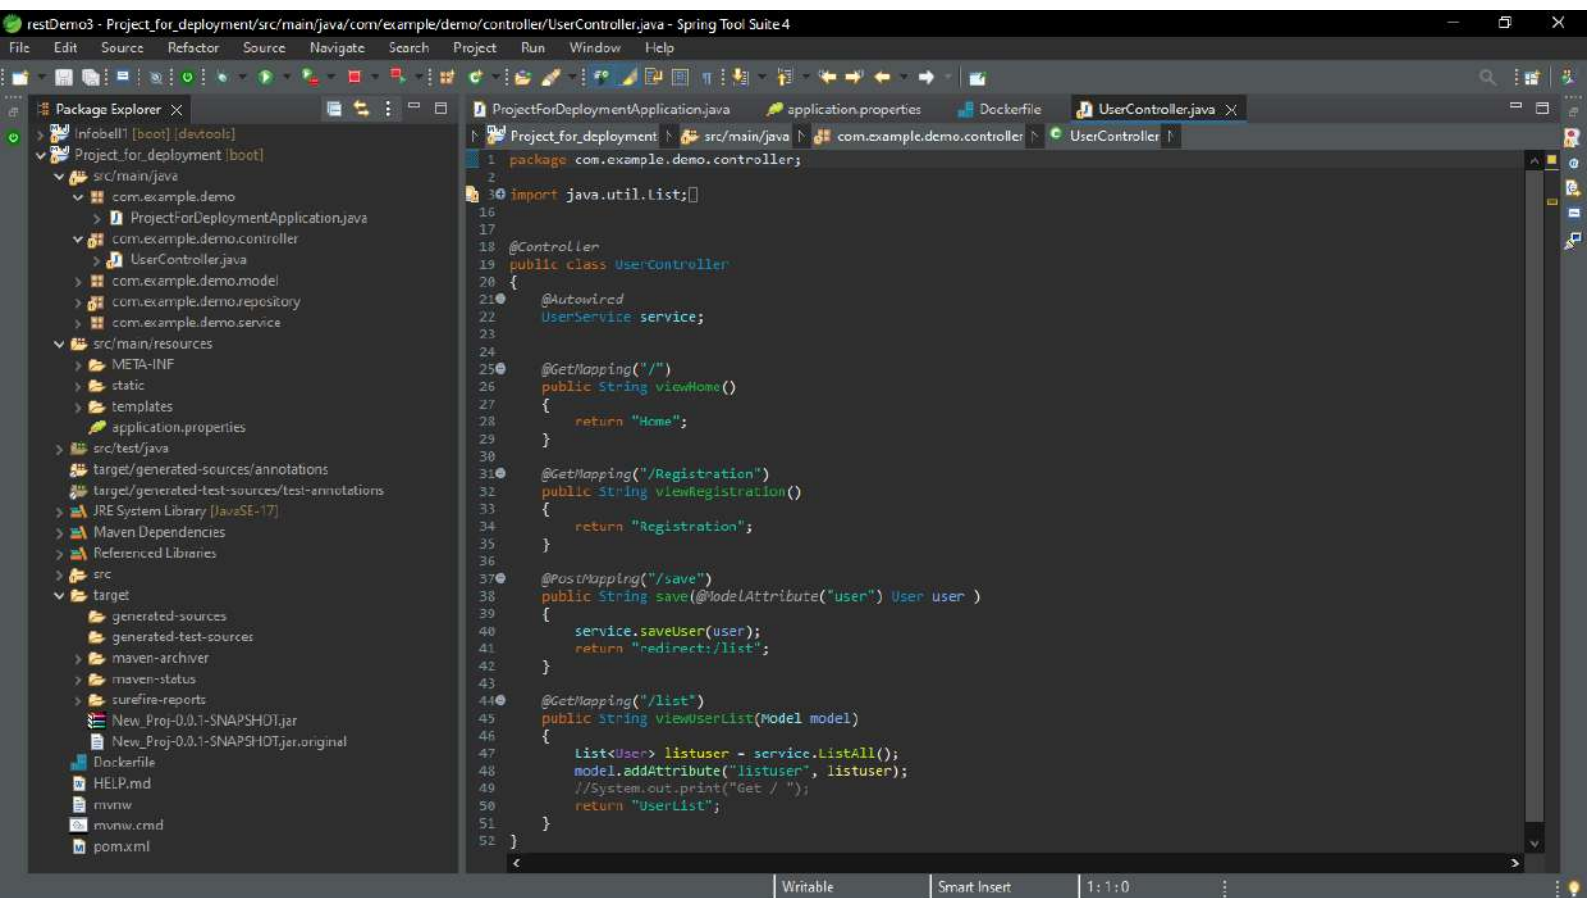 restDemo3 - Project_for_deployment/src/main/java/com/example/demo/controller/UserController.java - Spring Tool Suite 4
File Edit Source Refactor Source Navigate Search Project Run Window Help
Package Explorer
Infobell1 [boot] [devtools]
Project_for_deployment [boot]
src/main/java
com.example.demo
ProjectForDeploymentApplication.java
com.example.demo.controller
UserController.java
com.example.demo.model
com.example.demo.repository
com.example.demo.service
src/main/resources
META-INF
static
templates
application.properties
src/test/java
target/generated-sources/annotations
target/generated-test-sources/test-annotations
JRE System Library [JavaSE-17]
Maven Dependencies
Referenced Libraries
src
target
generated-sources
generated-test-sources
maven-archiver
maven-status
surefire-reports
New_Proj-0.0.1-SNAPSHOT.jar
New_Proj-0.0.1-SNAPSHOT.jar.original
Dockerfile
HELP.md
mvnw
mvnw.cmd
pom.xml
ProjectForDeploymentApplication.java application.properties Dockerfile UserController.java
Project_for_deployment src/main/java com.example.demo.controller UserController
1 package com.example.demo.controller;
2
3 import java.util.List;
16
17
18 @Controller
19 public class UserController
20 {
21 @Autowired
22 UserService service;
23
24
25 @GetMapping("/")
26 public String viewHome()
27 {
28 return "Home";
29 }
30
31 @GetMapping("/Registration")
32 public String viewRegistration()
33 {
34 return "Registration";
35 }
36
37 @PostMapping("/save")
38 public String save(@ModelAttribute("user") User user )
39 {
40 service.saveUser(user);
41 return "redirect:/list";
42 }
43
44 @GetMapping("/list")
45 public String viewUserList(Model model)
46 {
47 List<User> listuser = service.ListAll();
48 model.addAttribute("listuser", listuser);
49 //System.out.print("Get / ");
50 return "UserList";
51 }
52 }
Writable Smart Insert 1 : 1 : 0